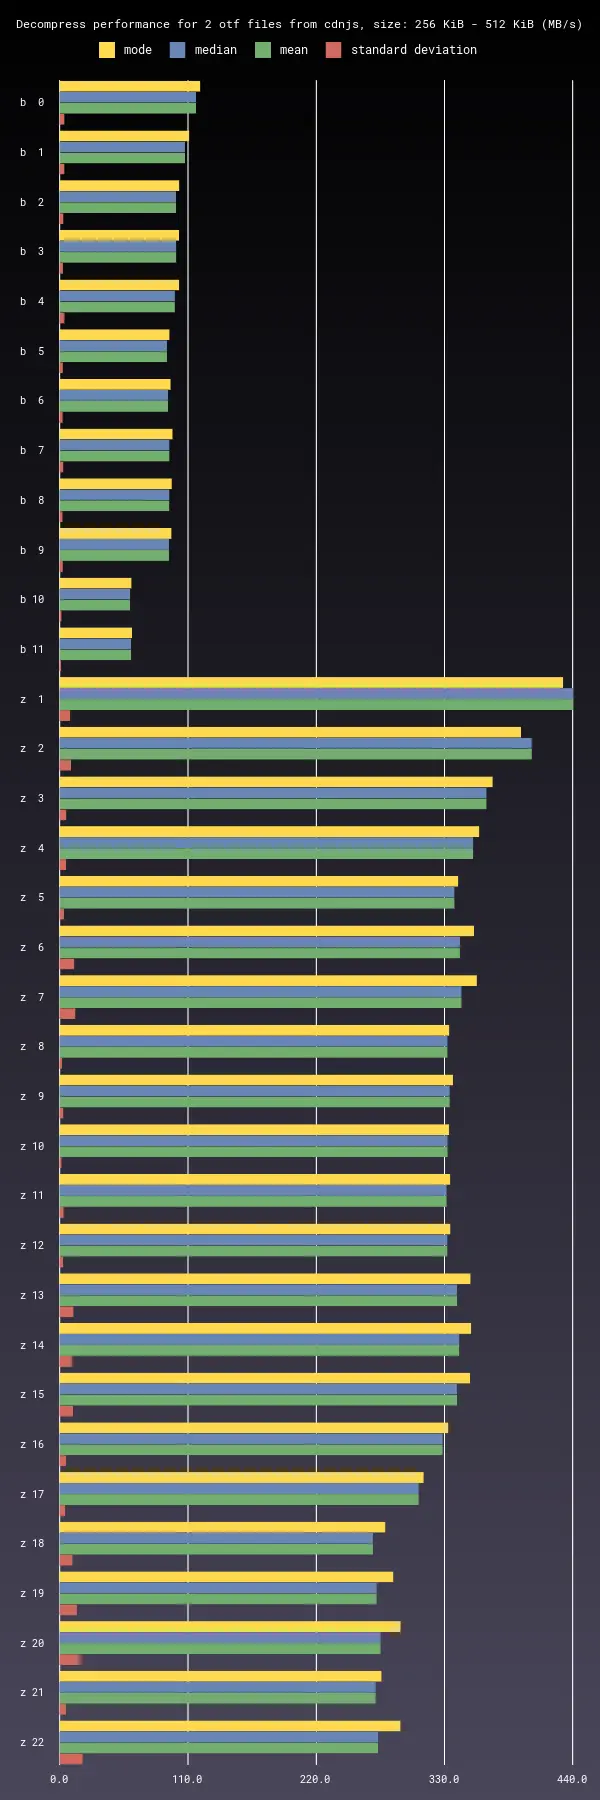 Decompress performance for 2 otf files from cdnjs, size: 256 KiB - 512 KiB (MB/s)
mode median mean standard deviation
b 0
b 1
b 2
b 3
b 4
b 5
b 6
b 7
b 8
b 9
b 10
b 11
z 1
z 2
z 3
z 4
z 5
z 6
z 7
z 8
z 9
z 10
z 11
z 12
z 13
z 14
z 15
z 16
z 17
z 18
z 19
z 20
z 21
z 22
0.0 110.0 220.0 330.0 440.0